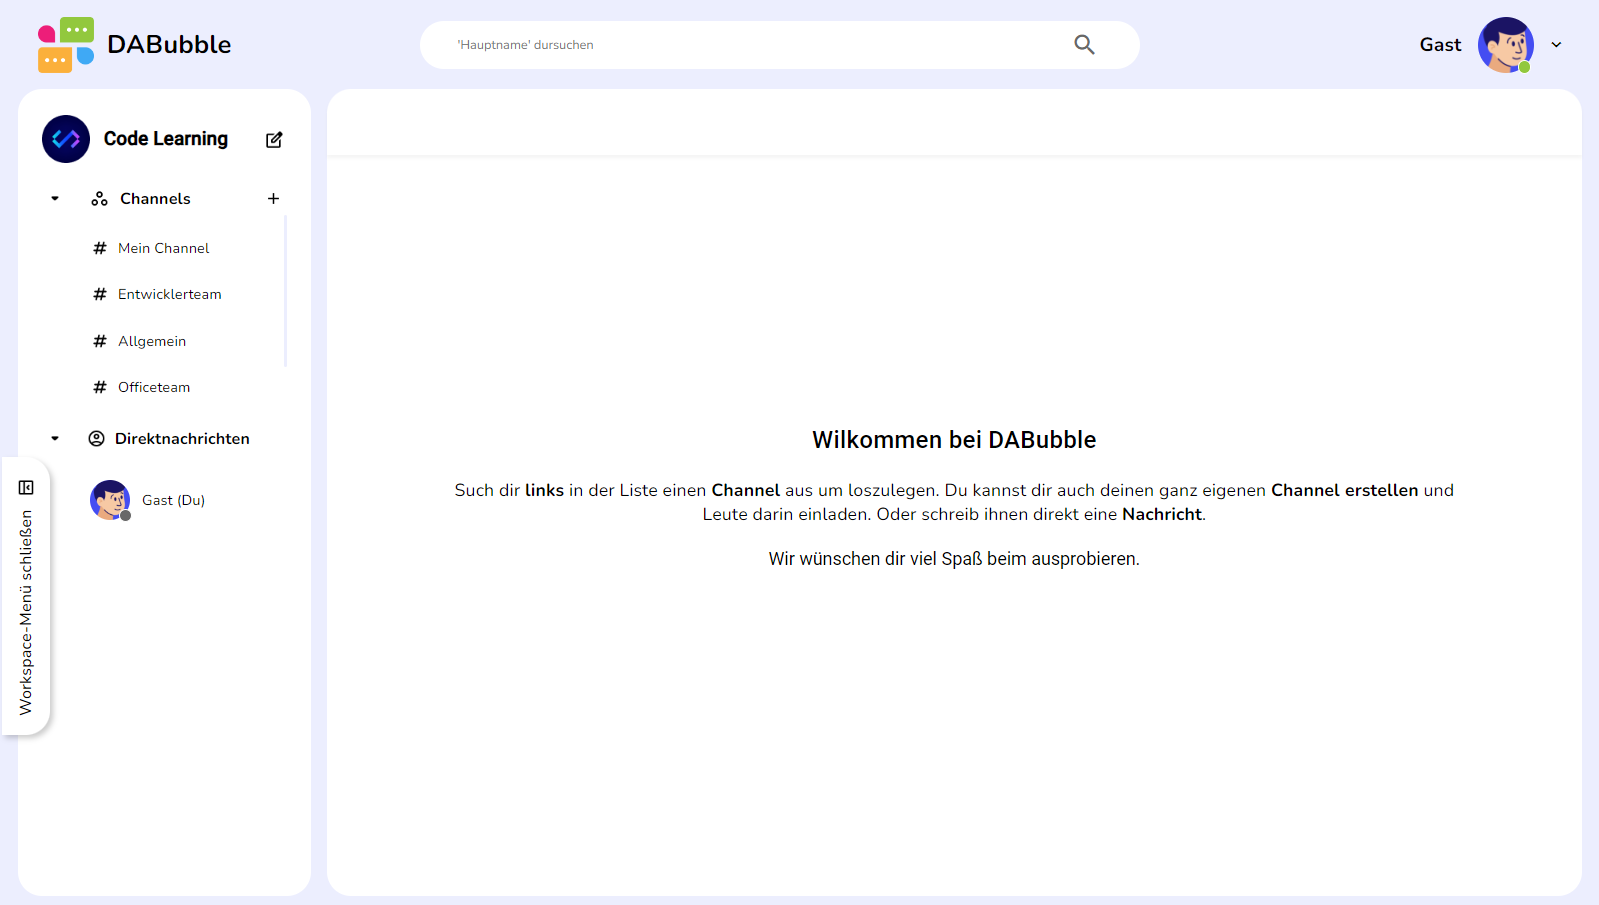 DABubble
'Hauptname' dursuchen
Gast
Code Learning
Channels
# Mein Channel
# Entwicklerteam
# Allgemein
# Officeteam
Direktnachrichten
Gast (Du)
Workspace-Menü schließen
Wilkommen bei DABubble
Such dir links in der Liste einen Channel aus um loszulegen. Du kannst dir auch deinen ganz eigenen Channel erstellen und
Leute darin einladen. Oder schreib ihnen direkt eine Nachricht.
Wir wünschen dir viel Spaß beim ausprobieren.